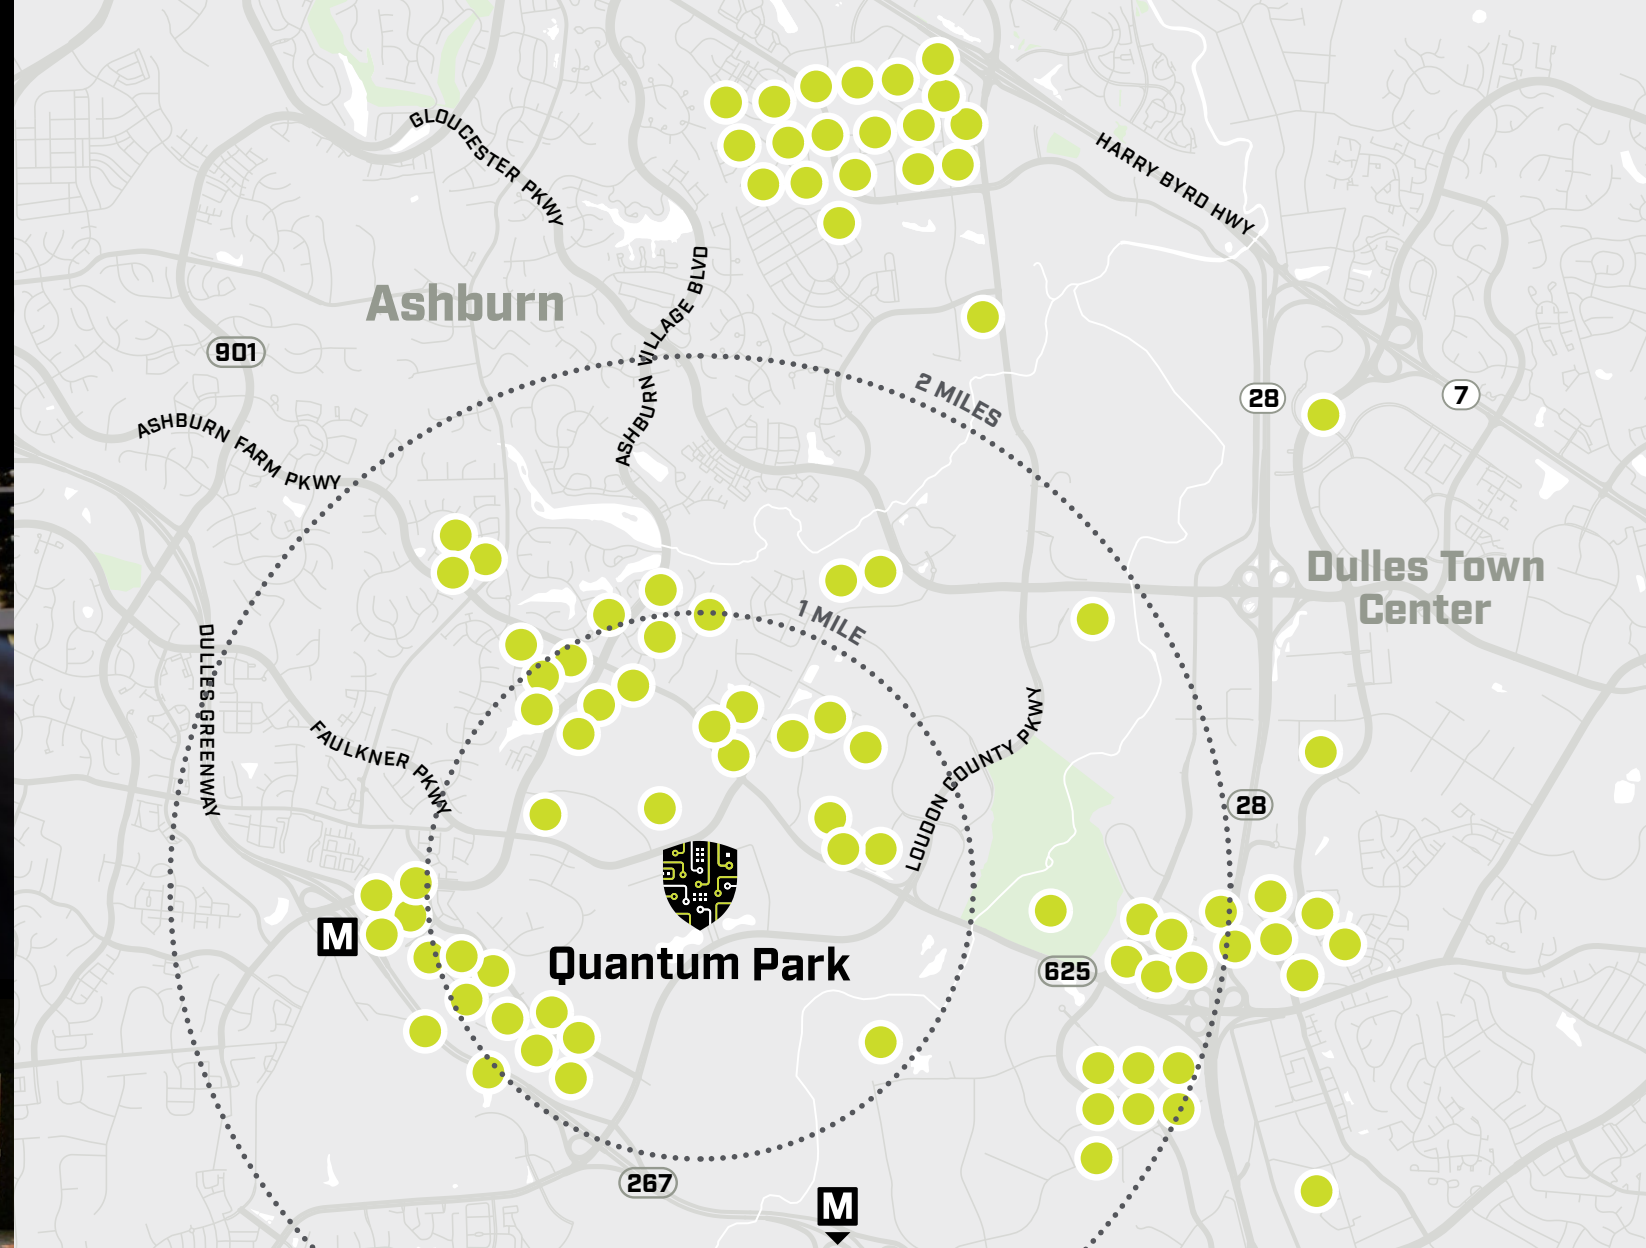 GLOUCESTER PKWY
HARRY BYRD HWY
Ashburn
ASHBURN VILLAGE BLVD
901
2 MILES
28
7
ASHBURN FARM PKWY
Dulles Town
Center
1 MILE
DULLES GREENWAY
FAULKNER PKWY
LOUDON COUNTY PKWY
28
M
Quantum Park
625
267
M